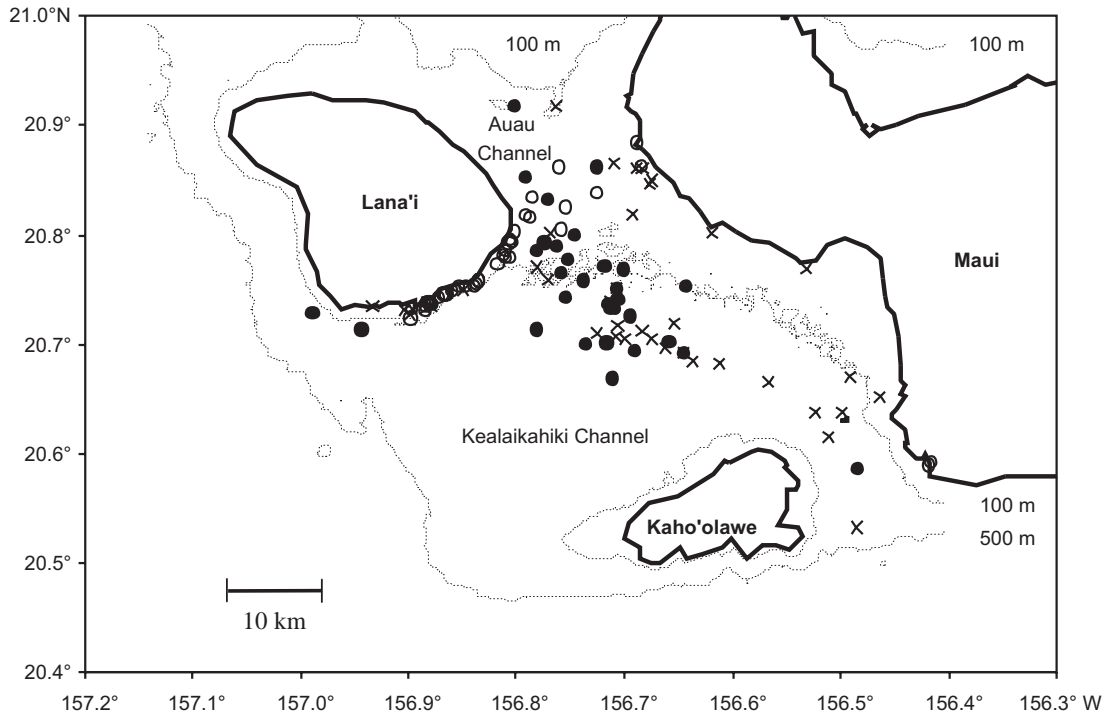 21.0°N
100 m
100 m
20.9°
Auau
Channel
Lana'i
20.8°
Maui
20.7°
Kealaikahiki Channel
20.6°
100 m
Kaho'olawe
500 m
20.5°
10 km
20.4°
157.2° 157.1° 157.0° 156.9° 156.8° 156.7° 156.6° 156.5° 156.4° 156.3° W